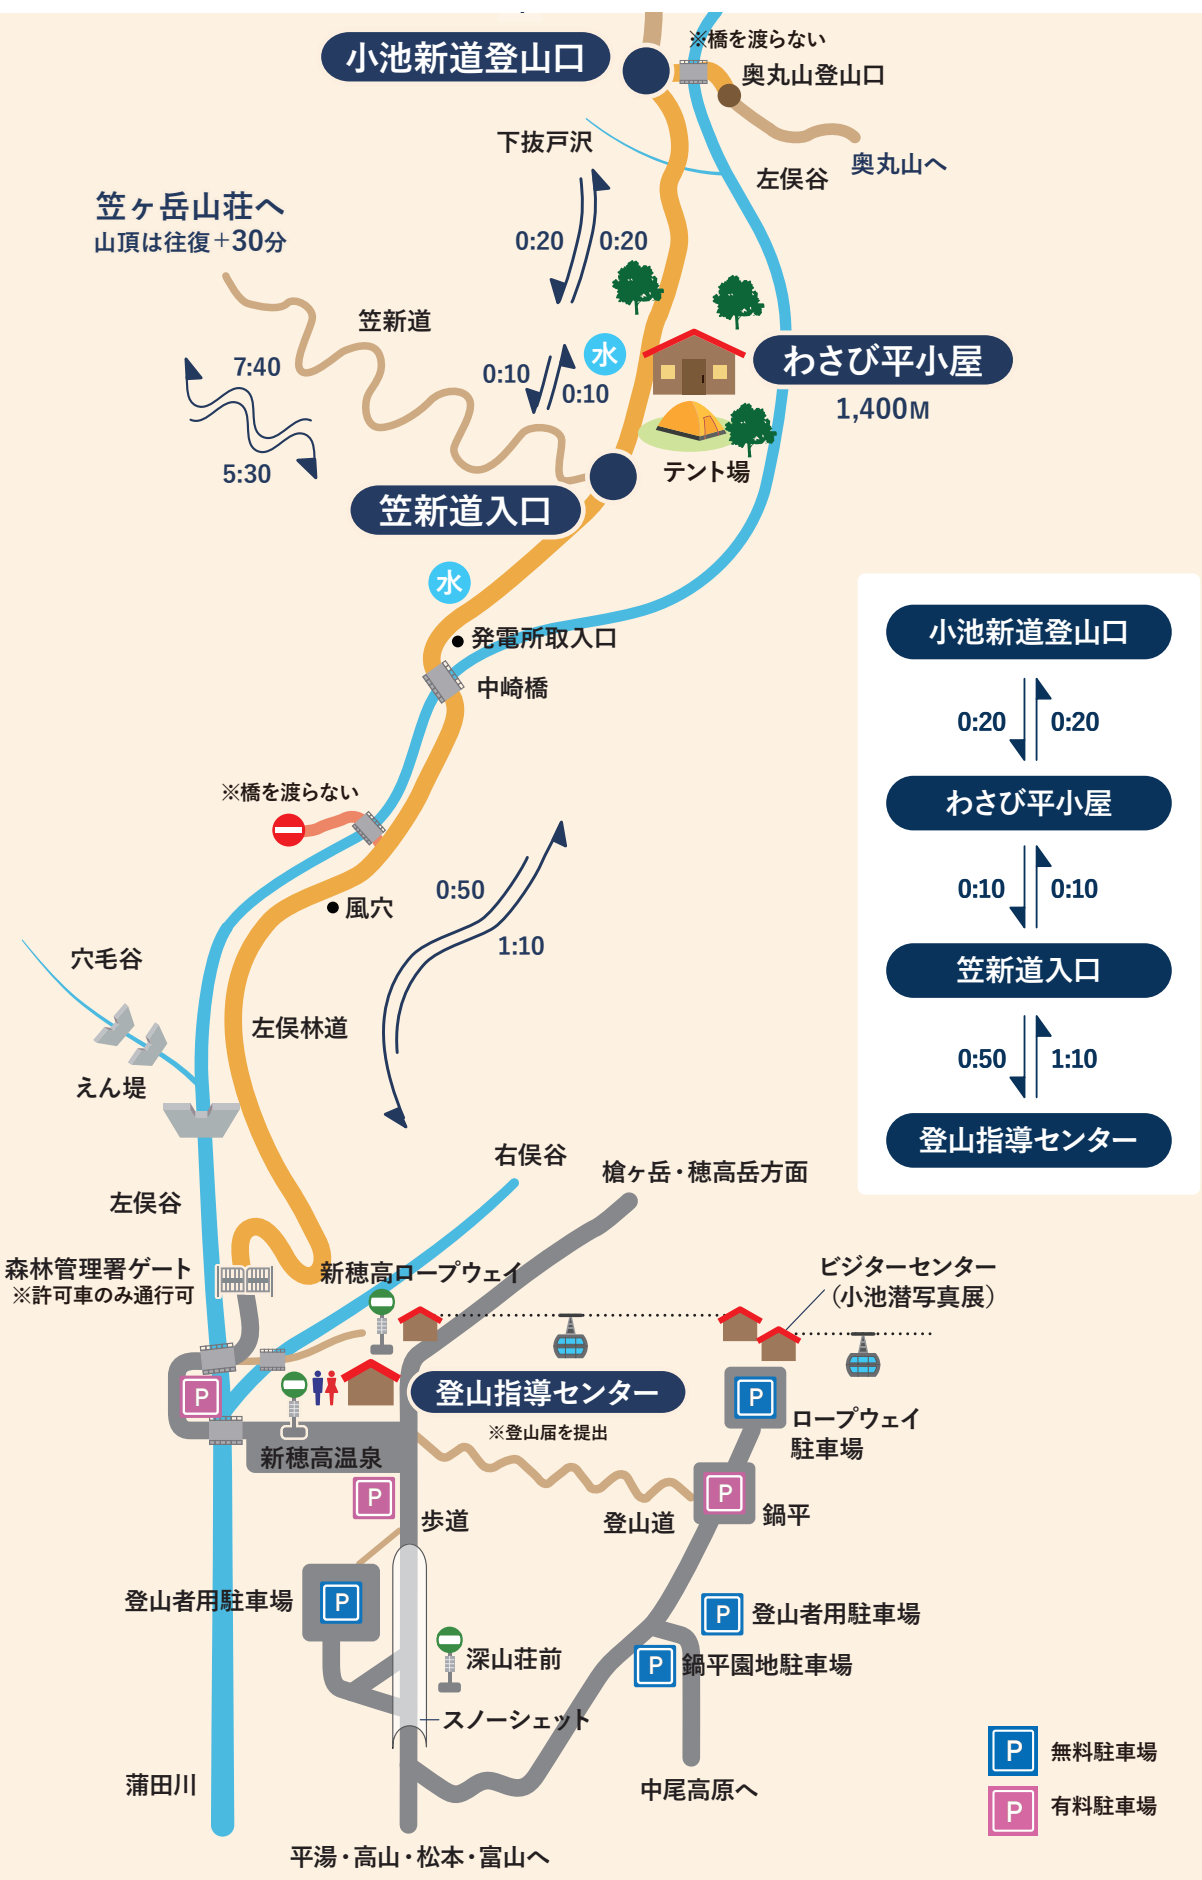 小池新道登山口
※橋を渡らない
奥丸山登山口
下抜戸沢
左俣谷
奥丸山へ
笠ヶ岳山荘へ
山頂は往復+30分
0:20
0:20
笠新道
水
わさび平小屋
1,400M
7:40
0:10
0:10
5:30
テント場
笠新道入口
水
発電所取入口
中崎橋
小池新道登山口
0:20
0:20
わさび平小屋
0:10
0:10
笠新道入口
0:50
1:10
登山指導センター
※橋を渡らない
0:50
風穴
1:10
穴毛谷
左俣林道
えん堤
右俣谷
槍ヶ岳・穂高岳方面
左俣谷
森林管理署ゲート
※許可車のみ通行可
新穂高ロープウェイ
ビジターセンター
（小池潜写真展）
P
登山指導センター
※登山届を提出
P
ロープウェイ
駐車場
新穂高温泉
P
歩道
登山道
P
鍋平
登山者用駐車場
P
P
登山者用駐車場
深山荘前
P
鍋平園地駐車場
スノーシェット
蒲田川
中尾高原へ
P
無料駐車場
P
有料駐車場
平湯・高山・松本・富山へ